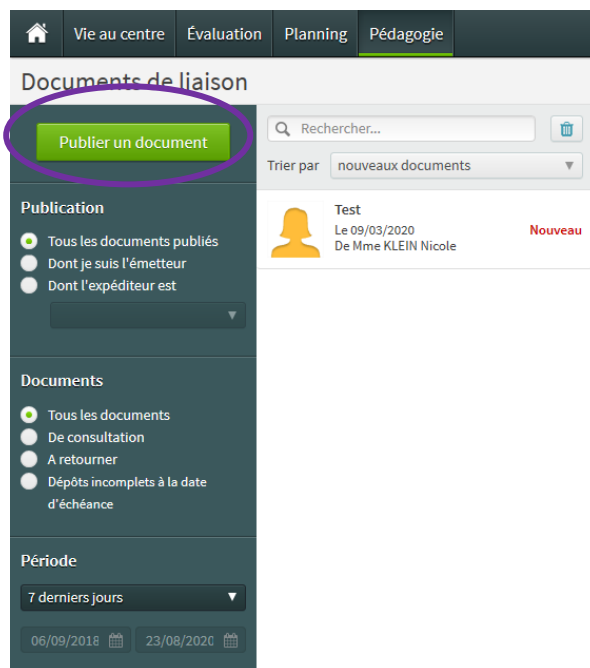 Vie au centre Évaluation Planning Pédagogie
Documents de liaison
Publier un document
Rechercher...
Trier par nouveaux documents
Publication
Tous les documents publiés
Dont je suis l'émetteur
Dont l'expéditeur est
Test
Le 09/03/2020
De Mme KLEIN Nicole
Nouveau
Documents
Tous les documents
De consultation
A retourner
Dépôts incomplets à la date
d'échéance
Période
7 derniers jours
06/09/2018 23/08/2020